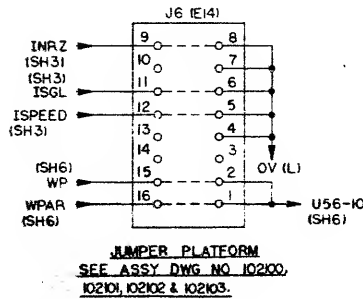 J6 (E14)
INRZ 9 8
(SH3) 10 7
(SH3)
ISGL 11 6
ISPEED 12 5
(SH3) 13 4
14 3
(SH6) 0V (L)
WP 15 2
WPAR 16 1 U56-10
(SH6) (SH6)
JUMPER PLATFORM
SEE ASSY DWG NO 102100,
102101, 102102 & 102103.